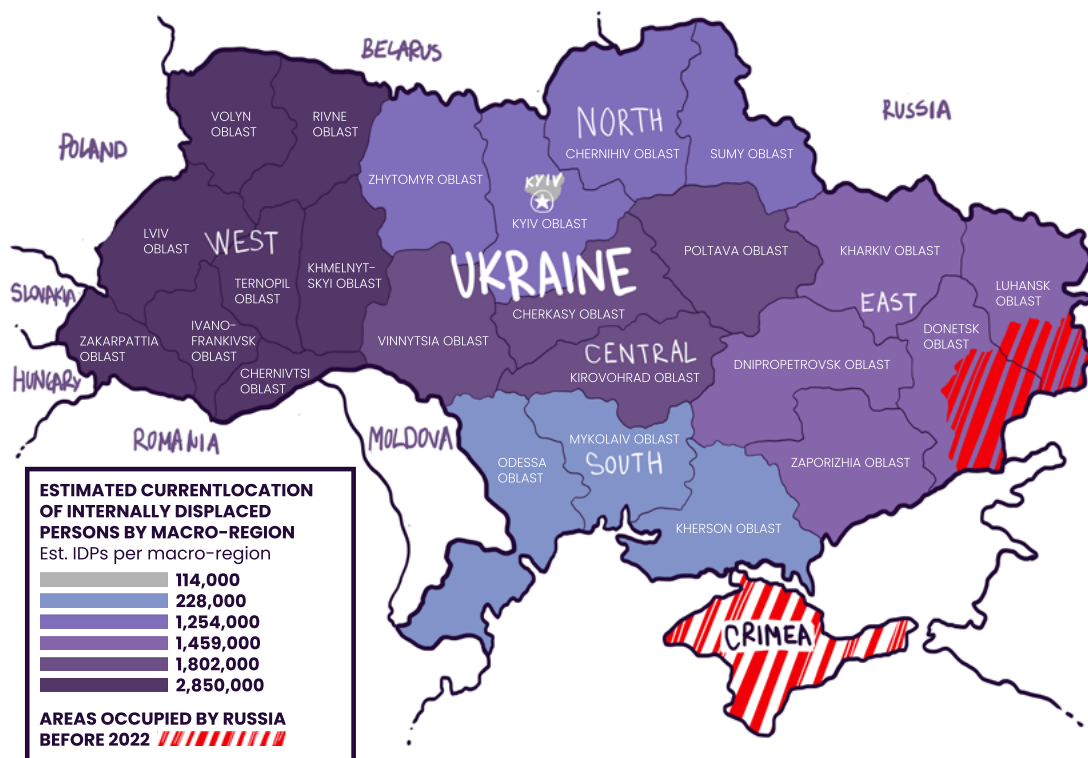 BELARUS
RUSSIA
POLAND
VOLYN
OBLAST
RIVNE
OBLAST
NORTH
CHERNIHIV OBLAST
SUMY OBLAST
ZHYTOMYR OBLAST
KYIV
KYIV OBLAST
LVIV
OBLAST
WEST
TERNOPIL
OBLAST
KHMELNYT-
SKYI OBLAST
UKRAINE
POLTAVA OBLAST
KHARKIV OBLAST
LUHANSK
OBLAST
EAST
DONETSK
OBLAST
SLOVAKIA
HUNGARY
ZAKARPATTIA
OBLAST
IVANO-
FRANKIVSK
OBLAST
CHERNIVTSI
OBLAST
VINNYTSIA OBLAST
CHERKASY OBLAST
CENTRAL
KIROVOHRAD OBLAST
DNIPROPETROVSK OBLAST
ROMANIA
MOLDOVA
ODESSA
OBLAST
MYKOLAIV OBLAST
SOUTH
ZAPORIZHIA OBLAST
KHERSON OBLAST
CRIMEA
ESTIMATED CURRENTLOCATION
OF INTERNALLY DISPLACED
PERSONS BY MACRO-REGION
Est. IDPs per macro-region
114,000
228,000
1,254,000
1,459,000
1,802,000
2,850,000
AREAS OCCUPIED BY RUSSIA
BEFORE 2022